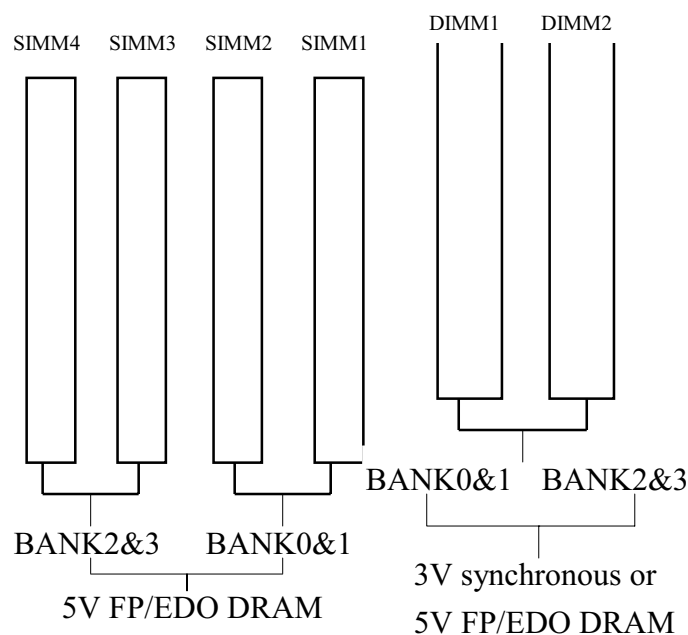 SIMM4 SIMM3 SIMM2 SIMM1 DIMM1 DIMM2
BANK2&3 BANK0&1 BANK0&1 BANK2&3
5V FP/EDO DRAM
3V synchronous or
5V FP/EDO DRAM